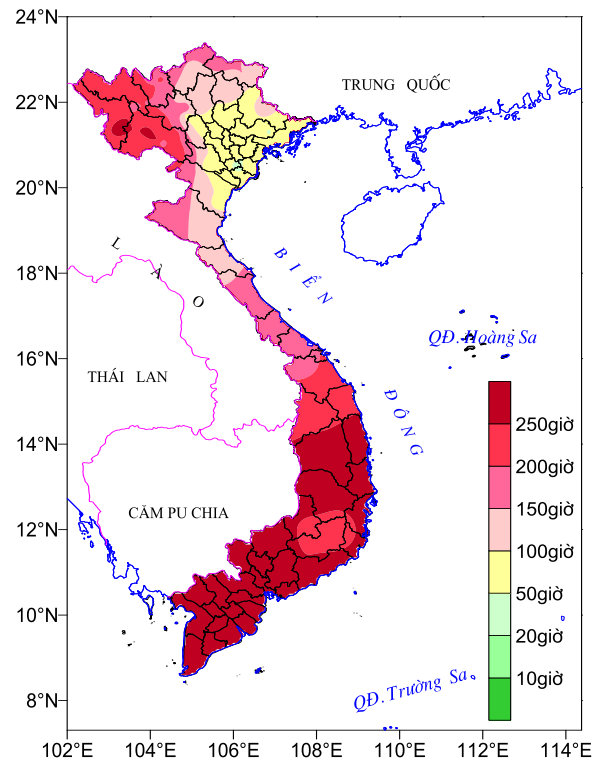 24°N
22°N
20°N
18°N
16°N
14°N
12°N
10°N
8°N
TRUNG QUỐC
LÀO
BIỂN
ĐÔNG
QĐ. Hoàng Sa
THÁI LAN
CĂM PU CHIA
QĐ. Trường Sa
250giờ
200giờ
150giờ
100giờ
50giờ
20giờ
10giờ
102°E 104°E 106°E 108°E 110°E 112°E 114°E